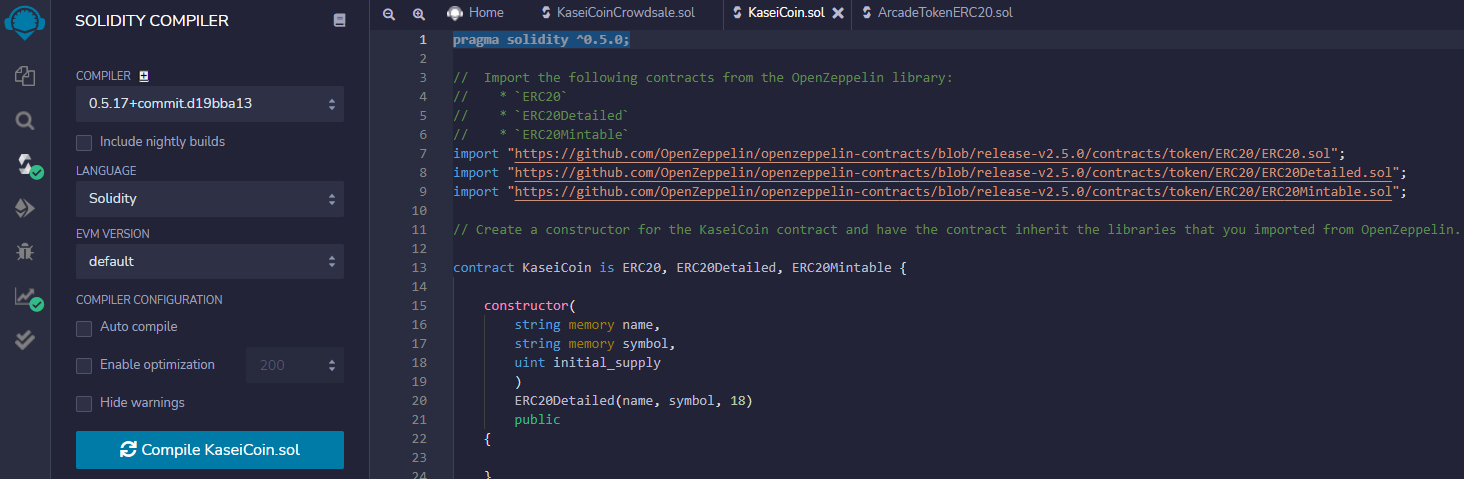 SOLIDITY COMPILER
COMPILER
0.5.17+commit.d19bba13
Include nightly builds
LANGUAGE
Solidity
EVM VERSION
default
COMPILER CONFIGURATION
Auto compile
Enable optimization
200
Hide warnings
Compile KaseiCoin.sol
Home KaseiCoinCrowdsale.sol KaseiCoin.sol ArcadeTokenERC20.sol
1 pragma solidity ^0.5.0;
2
3 //  Import the following contracts from the OpenZeppelin library:
4 //    * `ERC20`
5 //    * `ERC20Detailed`
6 //    * `ERC20Mintable`
7 import "https://github.com/OpenZeppelin/openzeppelin-contracts/blob/release-v2.5.0/contracts/token/ERC20/ERC20.sol";
8 import "https://github.com/OpenZeppelin/openzeppelin-contracts/blob/release-v2.5.0/contracts/token/ERC20/ERC20Detailed.sol";
9 import "https://github.com/OpenZeppelin/openzeppelin-contracts/blob/release-v2.5.0/contracts/token/ERC20/ERC20Mintable.sol";
10
11 // Create a constructor for the KaseiCoin contract and have the contract inherit the libraries that you imported from OpenZeppelin.
12
13 contract KaseiCoin is ERC20, ERC20Detailed, ERC20Mintable {
14
15     constructor(
16         string memory name,
17         string memory symbol,
18         uint initial_supply
19         )
20         ERC20Detailed(name, symbol, 18)
21         public
22     {
23
24     }